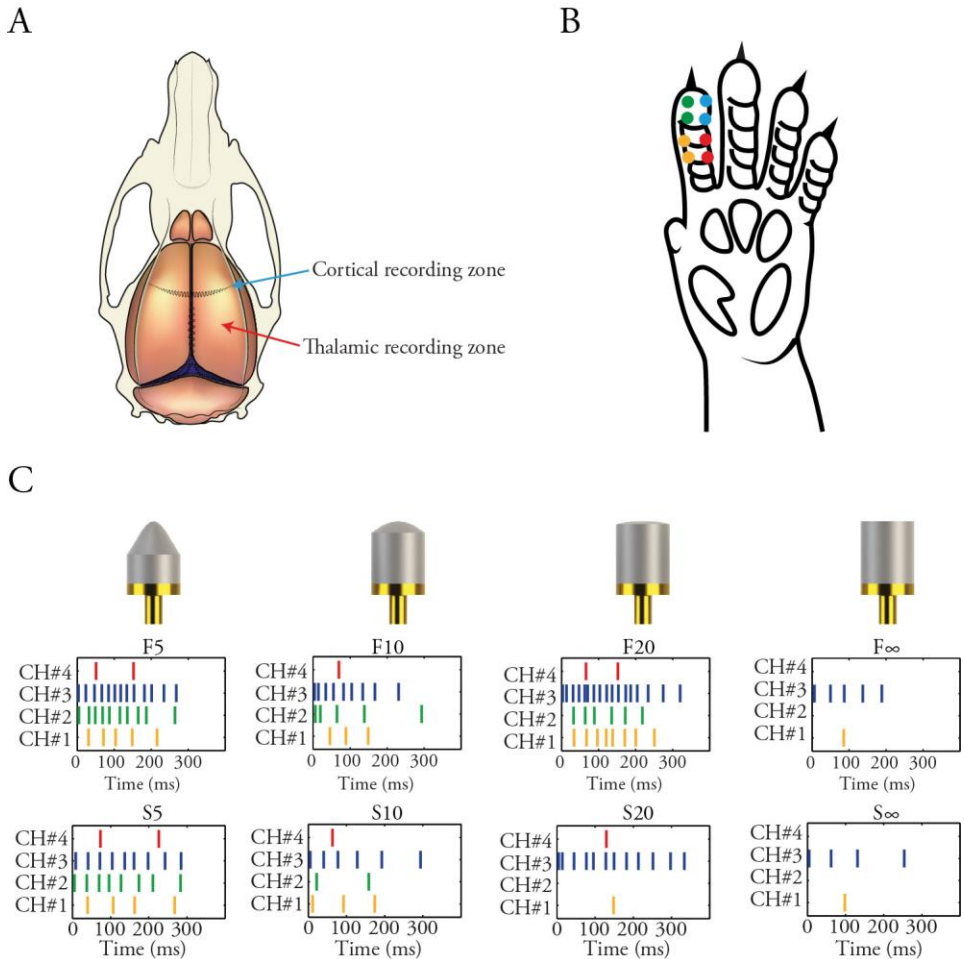 A
B
Cortical recording zone
Thalamic recording zone
C
F5
F10
F20
F∞
CH#4
CH#3
CH#2
CH#1
0 100 200 300
Time (ms)
CH#4
CH#3
CH#2
CH#1
0 100 200 300
Time (ms)
CH#4
CH#3
CH#2
CH#1
0 100 200 300
Time (ms)
CH#4
CH#3
CH#2
CH#1
0 100 200 300
Time (ms)
S5
S10
S20
S∞
CH#4
CH#3
CH#2
CH#1
100 200 300
Time (ms)
CH#4
CH#3
CH#2
CH#1
0 100 200 300
Time (ms)
CH#4
CH#3
CH#2
CH#1
0 100 200 300
Time (ms)
CH#4
CH#3
CH#2
CH#1
0 100 200 300
Time (ms)